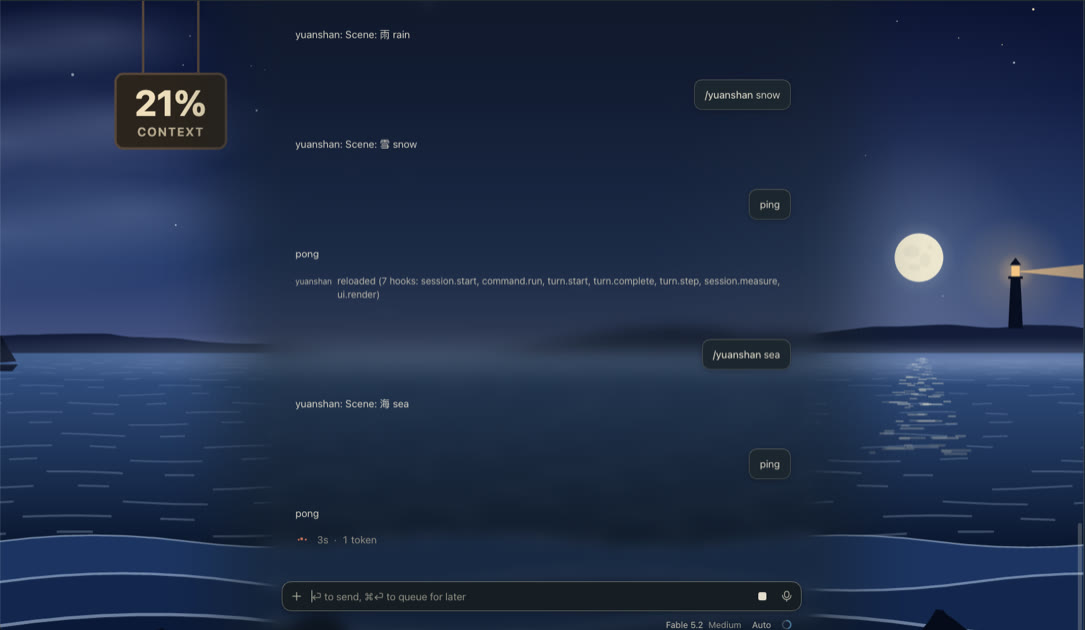 21%
CONTEXT
yuanshan: Scene: 雨 rain
/yuanshan snow
yuanshan: Scene: 雪 snow
ping
pong
yuanshan reloaded (7 hooks: session.start, command.run, turn.start, turn.complete, turn.step, session.measure,
ui.render)
/yuanshan sea
yuanshan: Scene: 海 sea
ping
pong
3s · 1 token
⏎ to send, ⌘⏎ to queue for later
Fable 5.2 Medium Auto